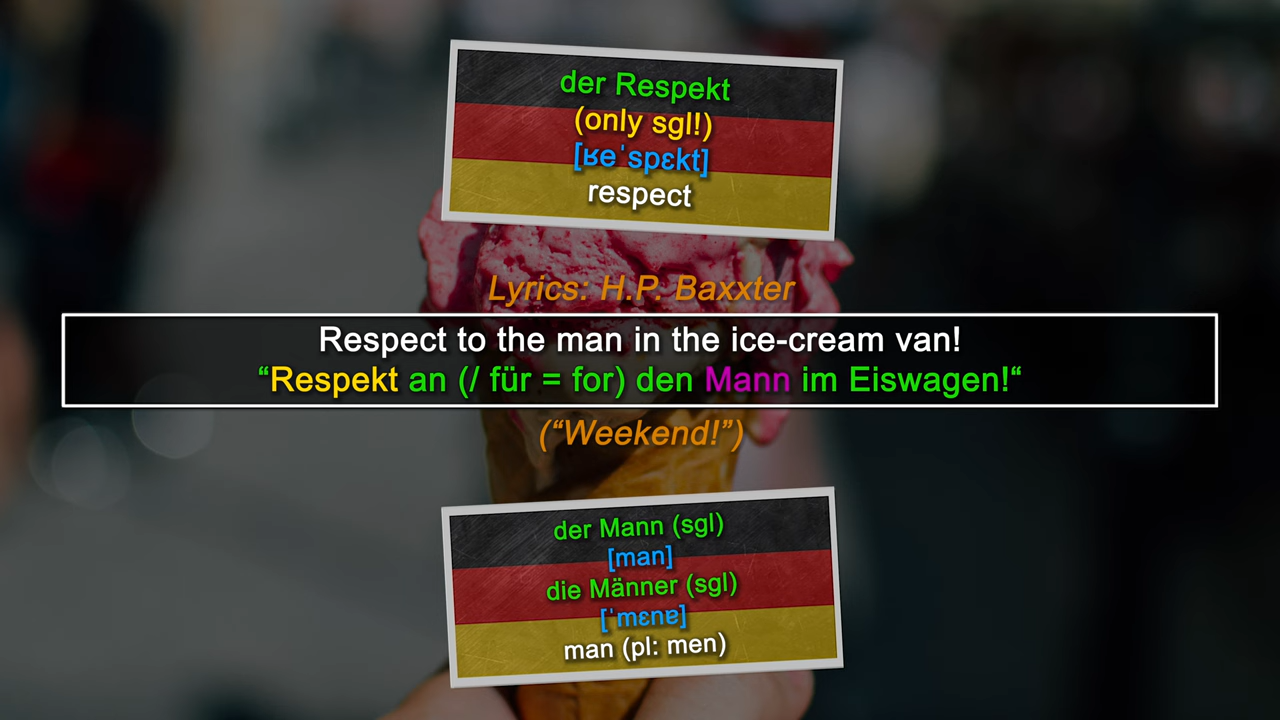 der Respekt
(only sgl!)
[ʁeˈspɛkt]
respect
Lyrics: H.P. Baxxter
Respect to the man in the ice-cream van!
“Respekt an (/ für = for) den Mann im Eiswagen!“
(“Weekend!”)
der Mann (sgl)
[man]
die Männer (sgl)
[ˈmɛnɐ]
man (pl: men)